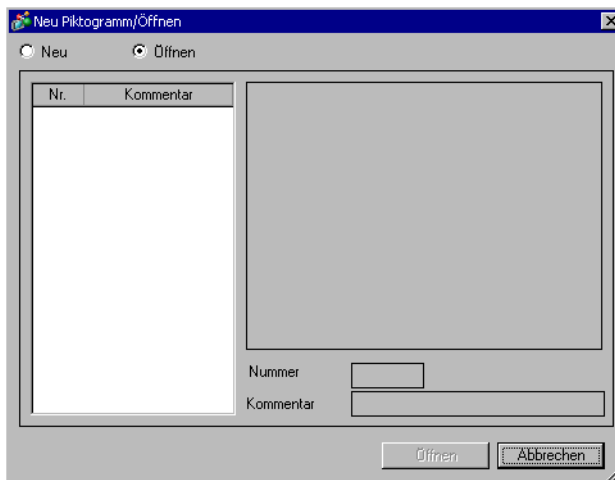 Neu Piktogramm/Öffnen
Neu Öffnen
Nr. Kommentar
Nummer
Kommentar
Öffnen Abbrechen